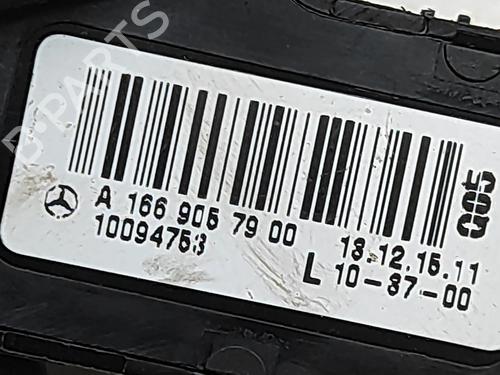 B-PARTS
Q05
A 166 905 79 00
10094753
13.12.15.11
L 10-37-00